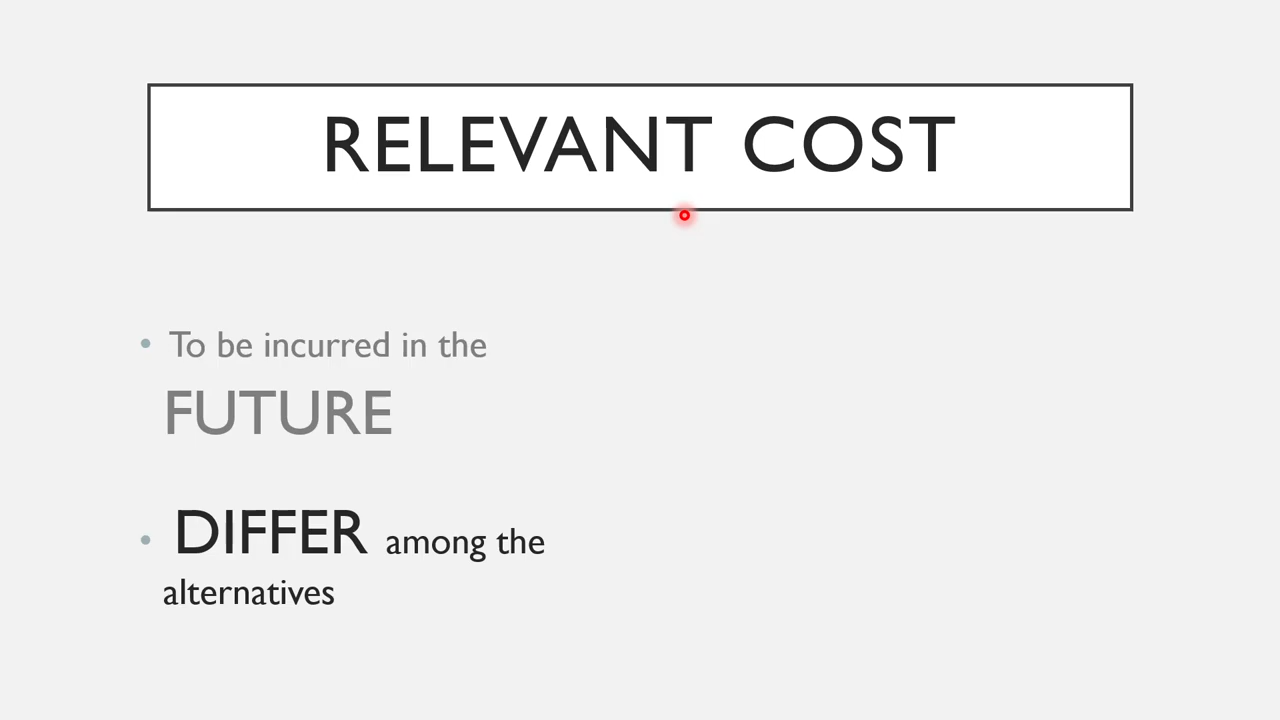 RELEVANT COST
• To be incurred in the
FUTURE
• DIFFER among the
alternatives